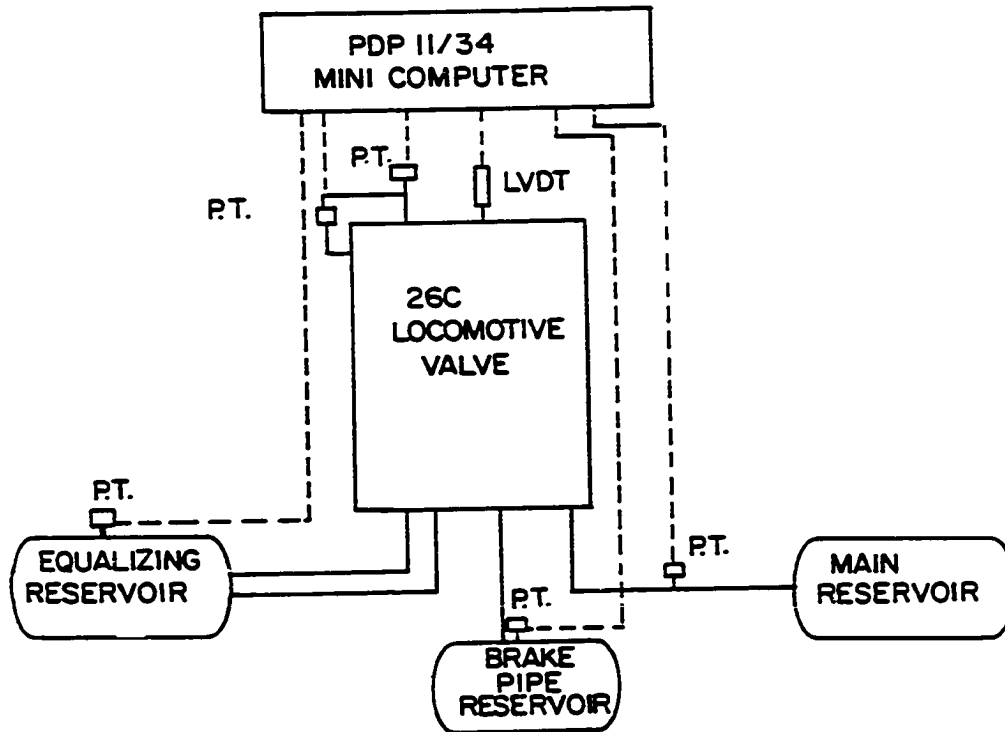 PDP 11/34
MINI COMPUTER
P.T.
LVDT
P.T.
26C
LOCOMOTIVE
VALVE
P.T.
EQUALIZING
RESERVOIR
P.T.
MAIN
RESERVOIR
P.T.
BRAKE
PIPE
RESERVOIR